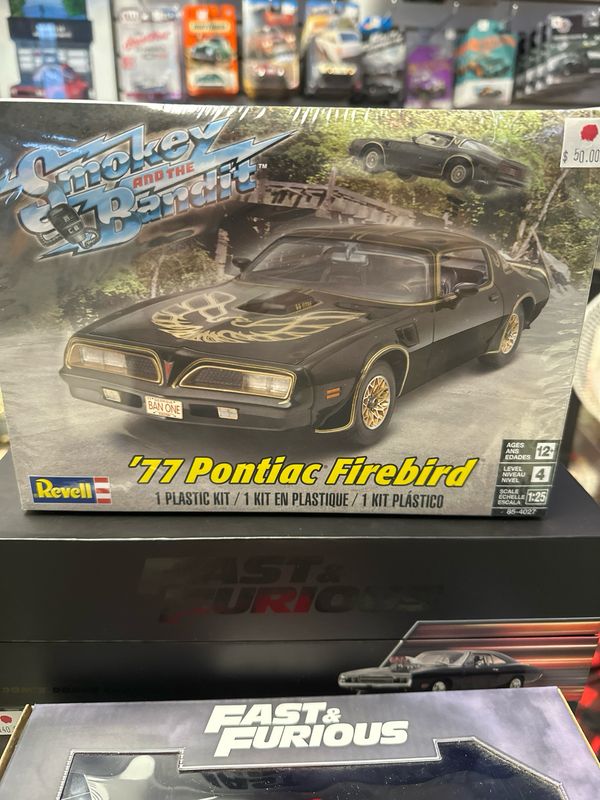 Smokey
AND THE
Bandit™
$ 50.00
BAN ONE
'77 Pontiac Firebird
1 PLASTIC KIT / 1 KIT EN PLASTIQUE / 1 KIT PLÁSTICO
Revell
AGES
ANS
EDADES
12+
LEVEL
NIVEAU
NIVEL
4
SCALE
ÉCHELLE
ESCALA
1:25
85-4027
FAST &
FURIOUS
FAST &
FURIOUS